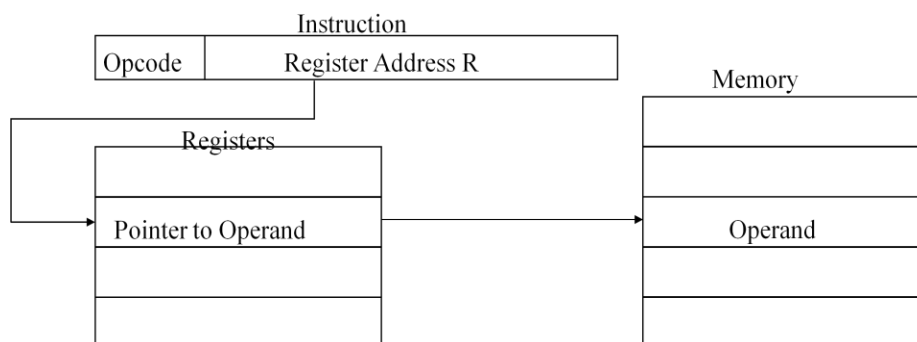 Instruction
Opcode Register Address R
Memory
Registers
Pointer to Operand Operand